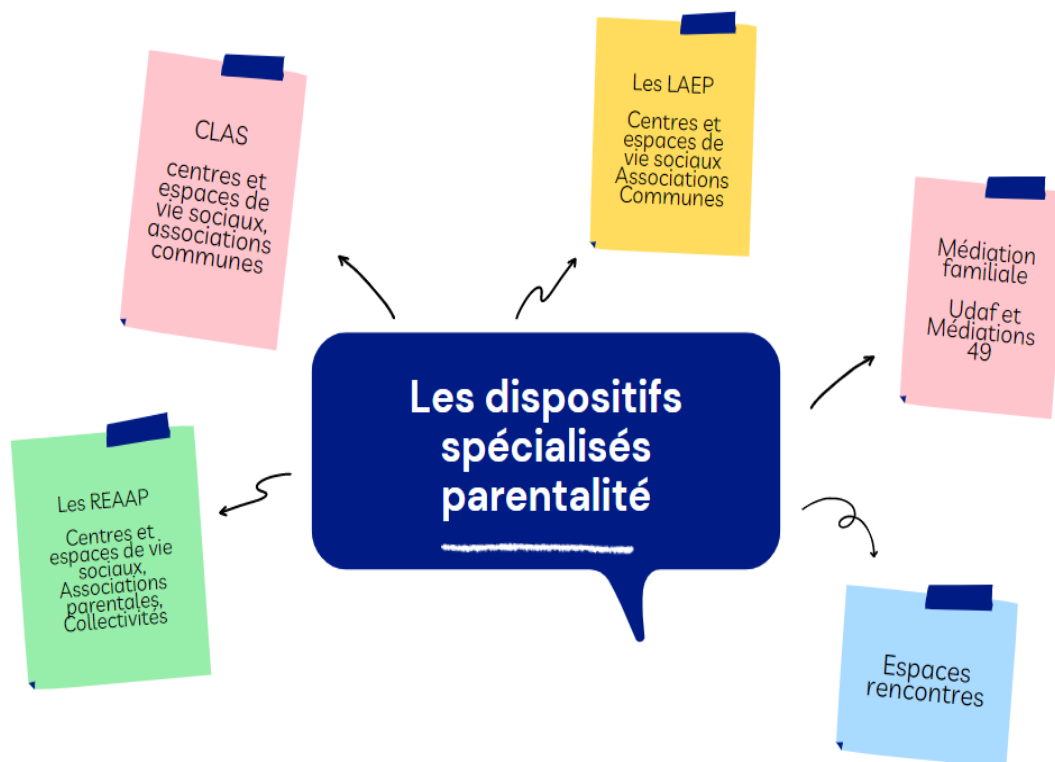 CLAS
centres et
espaces de
vie sociaux,
associations
communes
Les LAEP
Centres et
espaces de
vie sociaux
Associations
Communes
Médiation
familiale
Udaf et
Médiations
49
Les dispositifs
spécialisés
parentalité
Les REAAP
Centres et
espaces de vie
sociaux,
Associations
parentales,
Collectivités
Espaces
rencontres